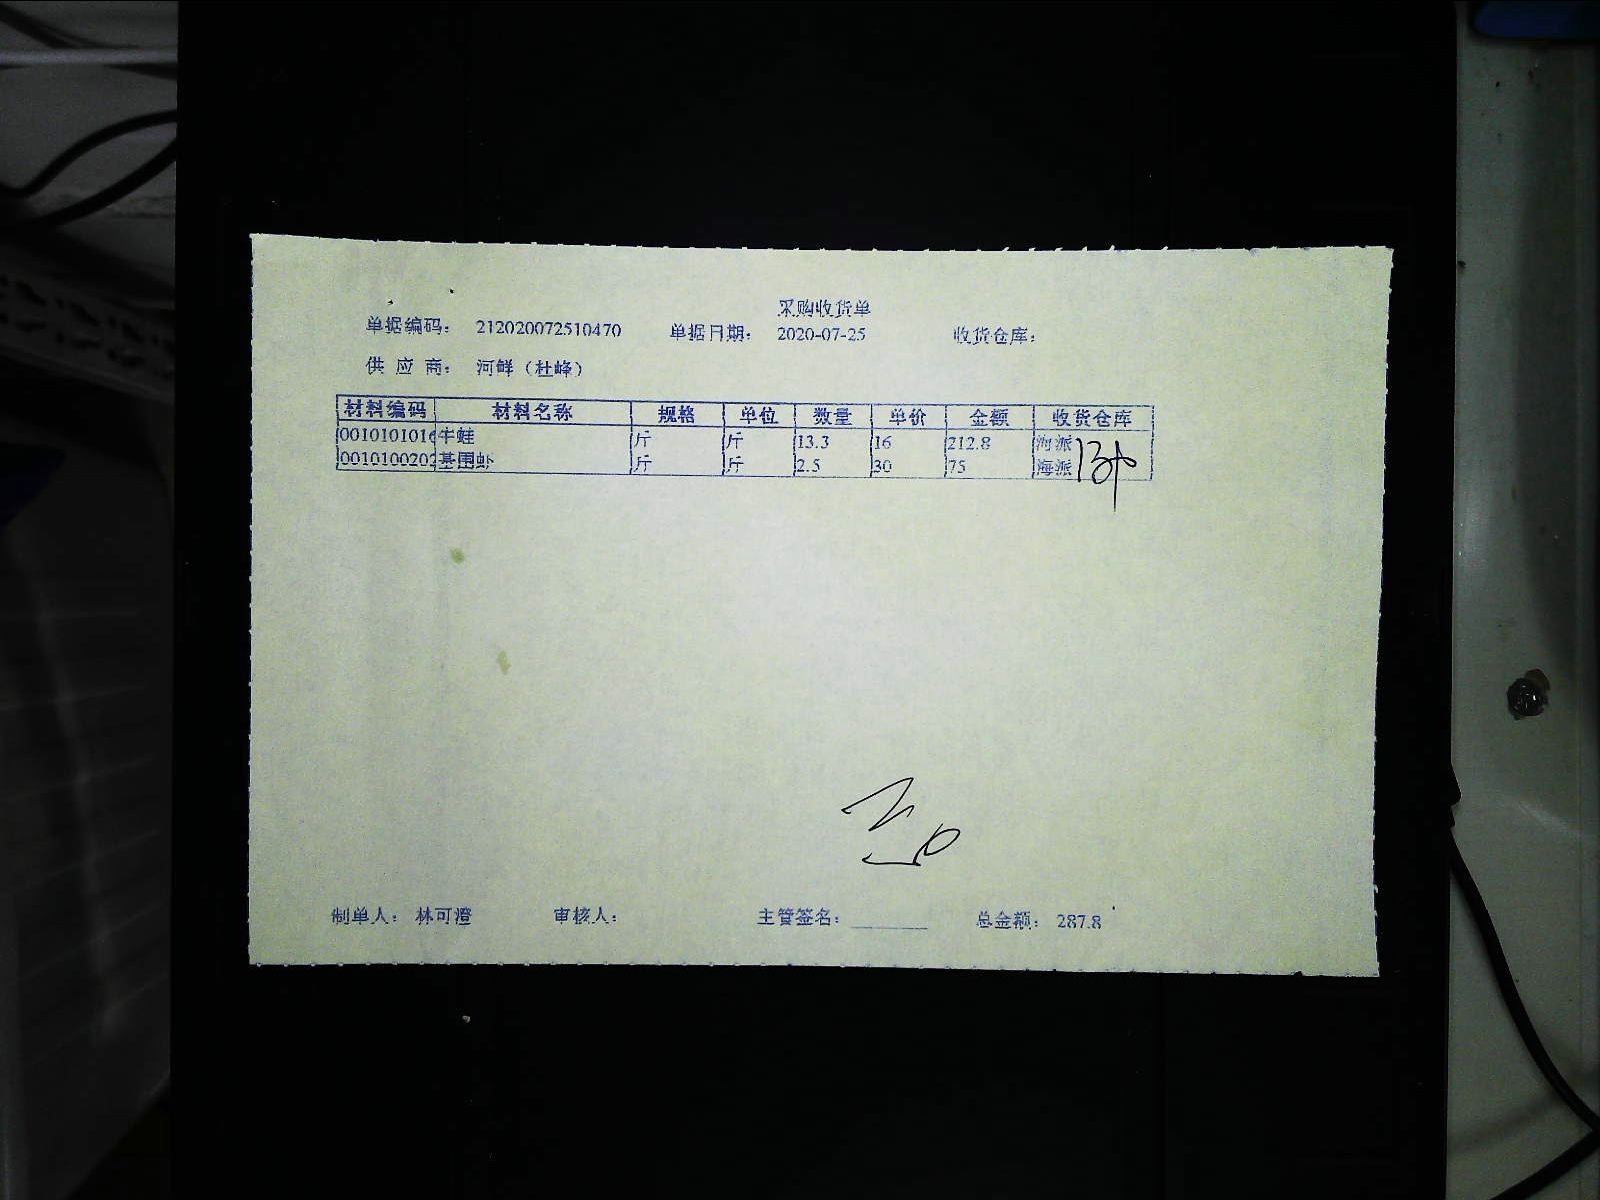 采购收货单
单据编码： 212020072510470 单据日期： 2020-07-25 收货仓库：
供 应 商： 河鲜（杜峰）
材料编码 材料名称 规格 单位 数量 单价 金额 收货仓库
0010101016 牛蛙 斤 斤 13.3 16 212.8 海派
0010100202 基围虾 斤 斤 2.5 30 75 海派
制单人： 林可澄 审核人： 主管签名： 总金额： 287.8